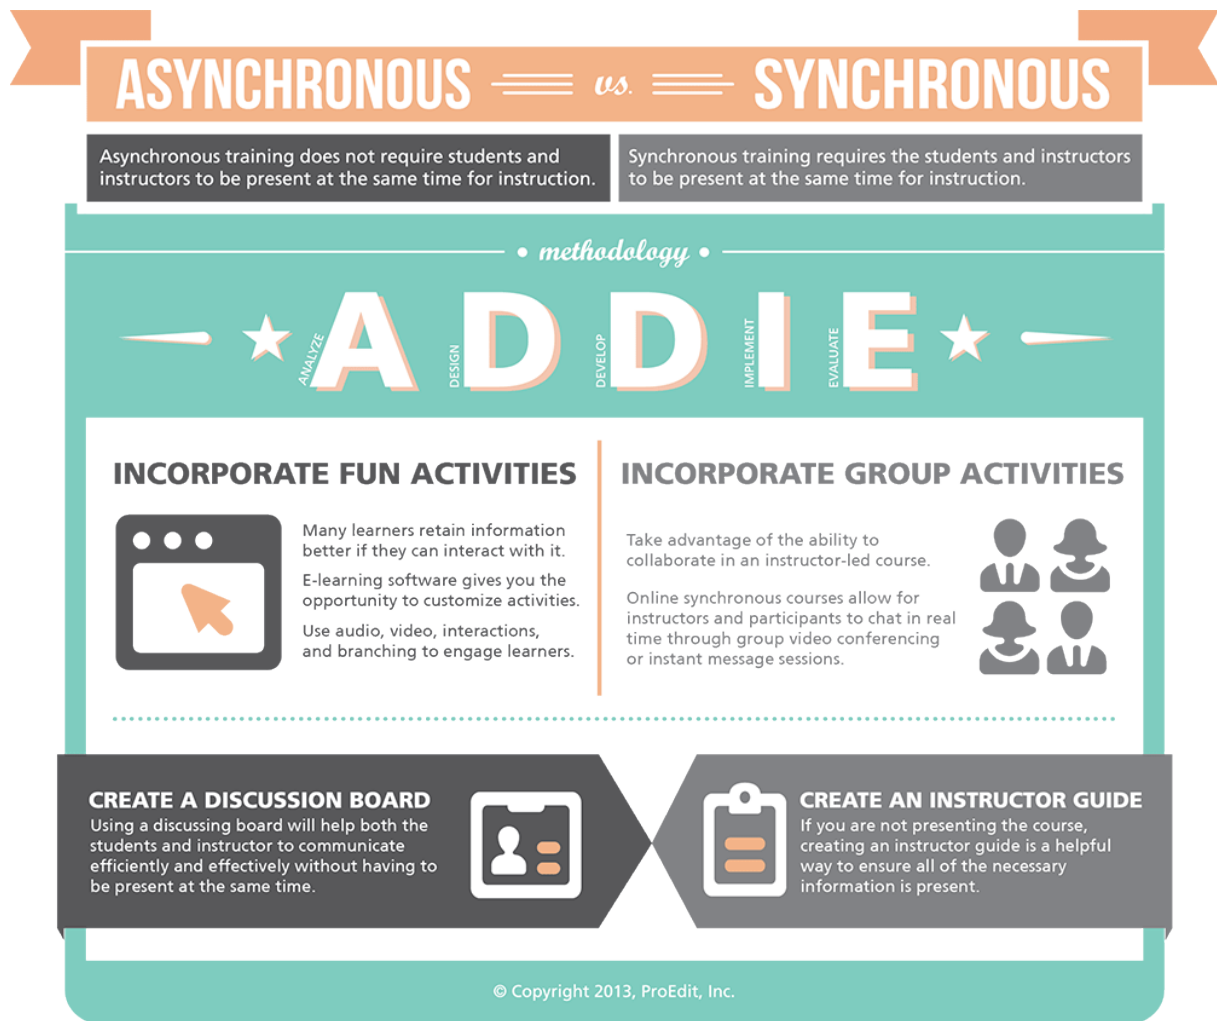 ASYNCHRONOUS vs. SYNCHRONOUS
Asynchronous training does not require students and
instructors to be present at the same time for instruction.
Synchronous training requires the students and instructors
to be present at the same time for instruction.
• methodology •
ANALYZE A DESIGN D DEVELOP D IMPLEMENT I EVALUATE E
INCORPORATE FUN ACTIVITIES
Many learners retain information
better if they can interact with it.
E-learning software gives you the
opportunity to customize activities.
Use audio, video, interactions,
and branching to engage learners.
INCORPORATE GROUP ACTIVITIES
Take advantage of the ability to
collaborate in an instructor-led course.
Online synchronous courses allow for
instructors and participants to chat in real
time through group video conferencing
or instant message sessions.
CREATE A DISCUSSION BOARD
Using a discussing board will help both the
students and instructor to communicate
efficiently and effectively without having to
be present at the same time.
CREATE AN INSTRUCTOR GUIDE
If you are not presenting the course,
creating an instructor guide is a helpful
way to ensure all of the necessary
information is present.
© Copyright 2013, ProEdit, Inc.